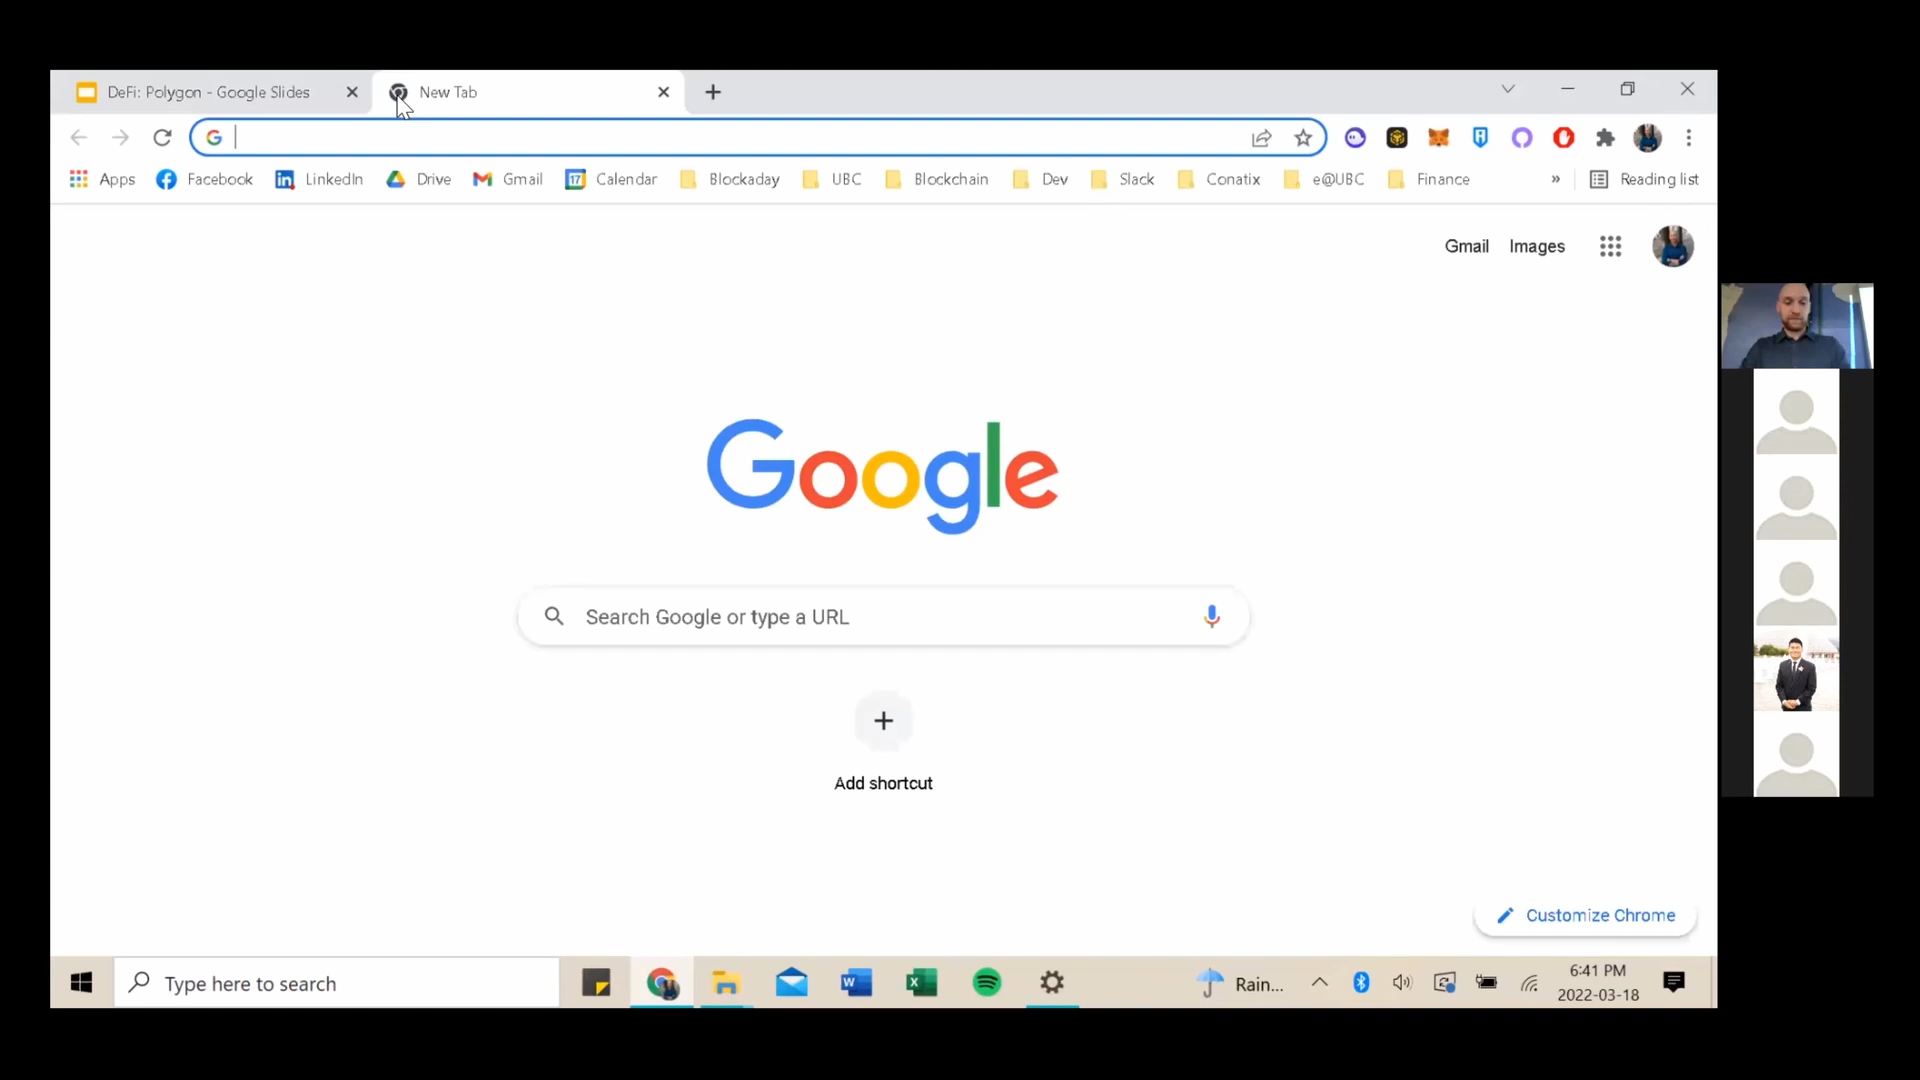 DeFi: Polygon - Google Slides
New Tab
Apps Facebook LinkedIn Drive Gmail 17 Calendar Blockaday UBC Blockchain Dev Slack Conatix e@UBC Finance » Reading list
Gmail Images
Google
Search Google or type a URL
Add shortcut
Customize Chrome
Type here to search
Rain...
6:41 PM
2022-03-18